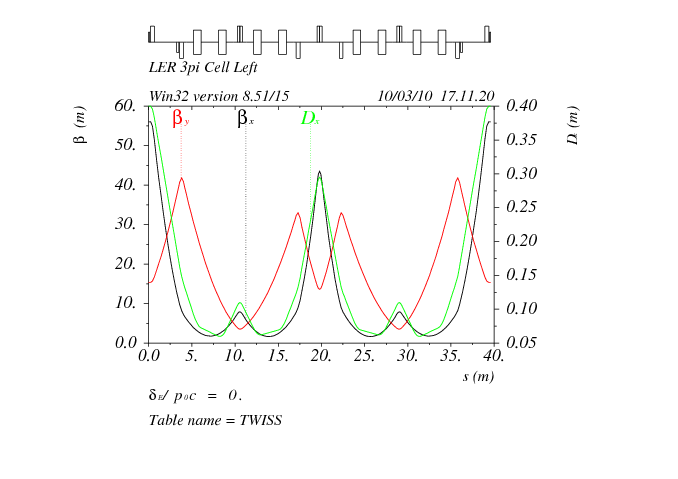 LER 3pi Cell Left
Win32 version 8.51/15 10/03/10 17.11.20
β (m) βy βx Dx D (m)
60. 0.40
50. 0.35
40. 0.30
0.25
30.
0.20
20. 0.15
10. 0.10
0.0 0.05
0.0 5. 10. 15. 20. 25. 30. 35. 40.
s (m)
δE/ p0c = 0.
Table name = TWISS